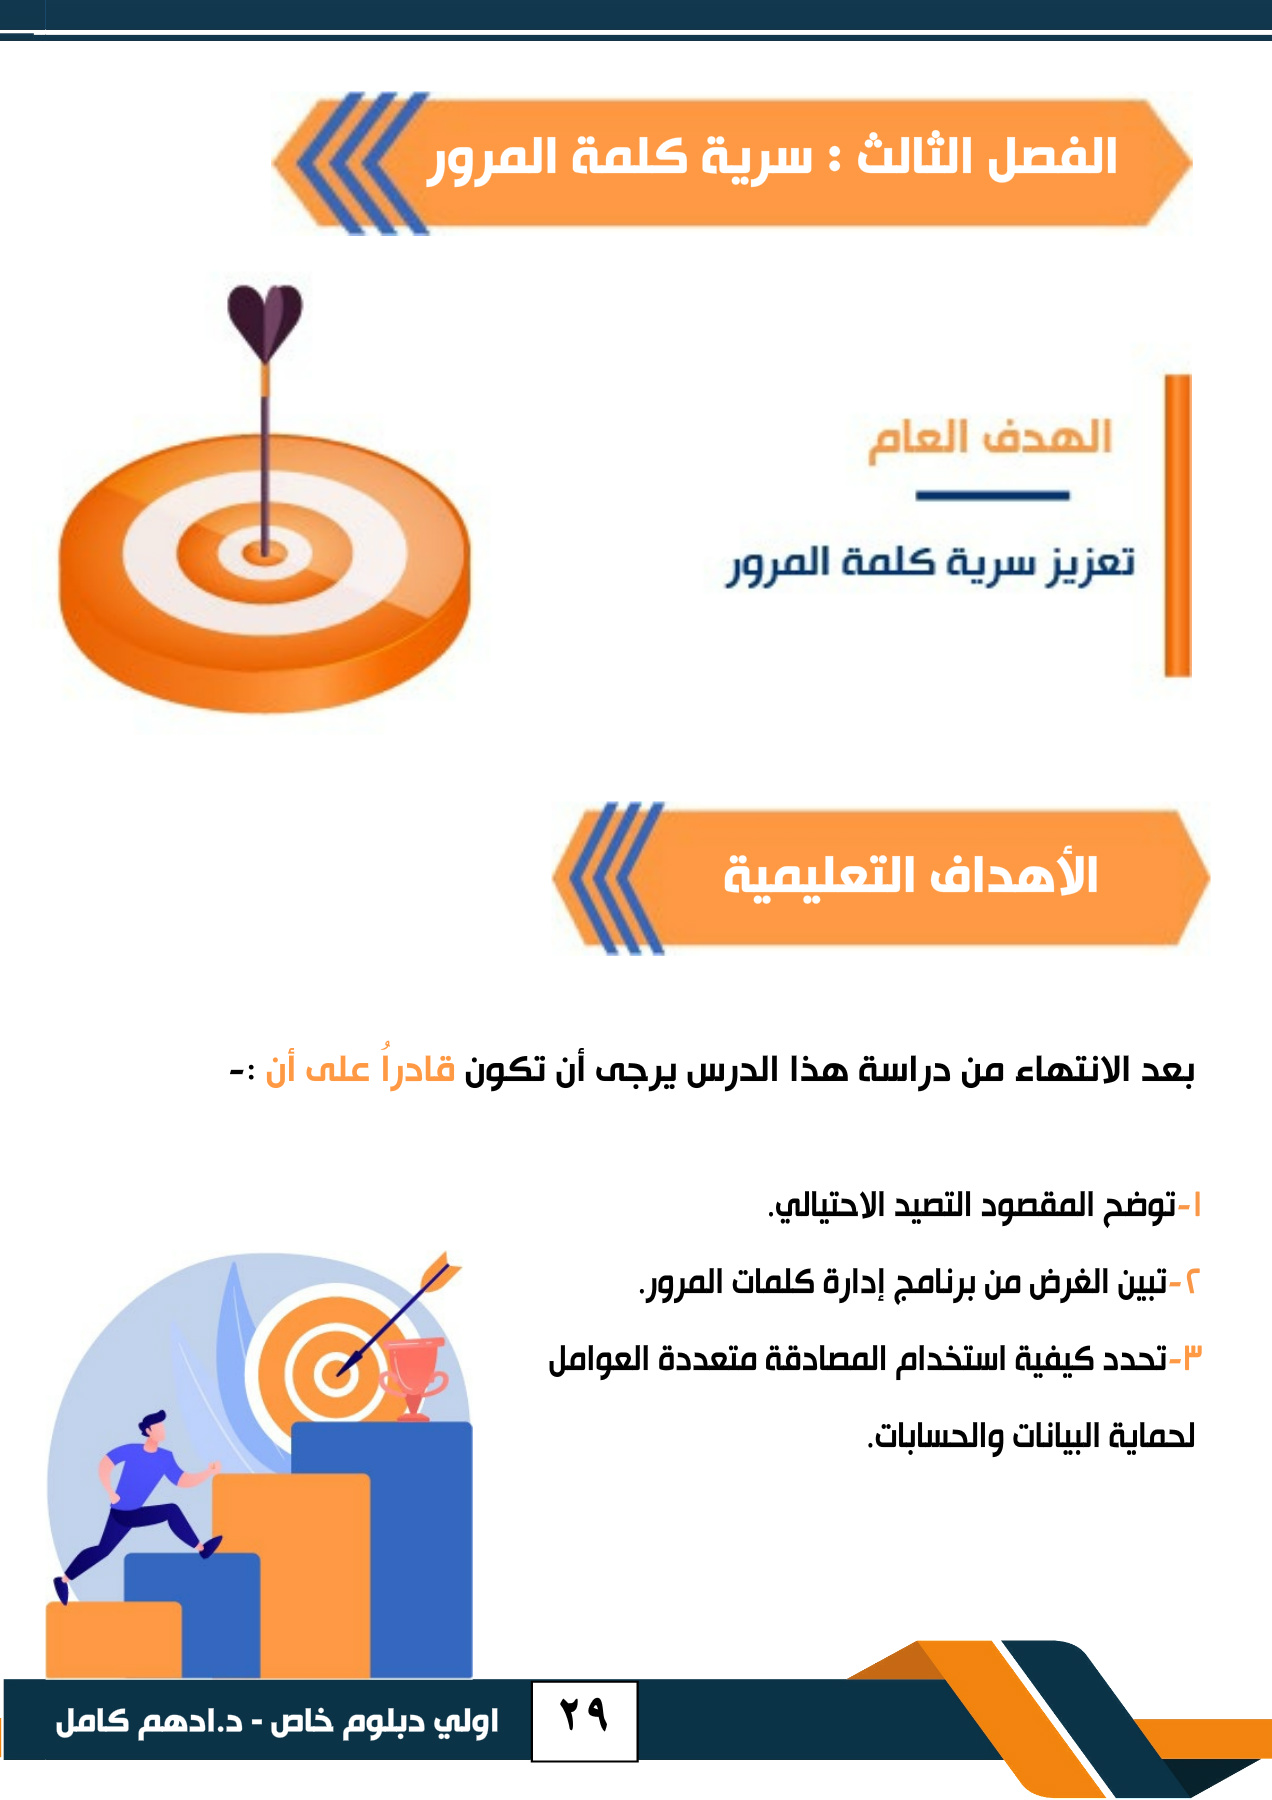 الفصل الثالث : سرية كلمة المرور
الهدف العام
تعزيز سرية كلمة المرور
الأهداف التعليمية
بعد الانتهاء من دراسة هذا الدرس يرجى أن تكون قادراُ على أن :-
١-توضح المقصود التصيد الاحتيالي.
٢-تبين الغرض من برنامج إدارة كلمات المرور.
٣-تحدد كيفية استخدام المصادقة متعددة العوامل
لحماية البيانات والحسابات.
اولي دبلوم خاص - د.ادهم كامل
٢٩